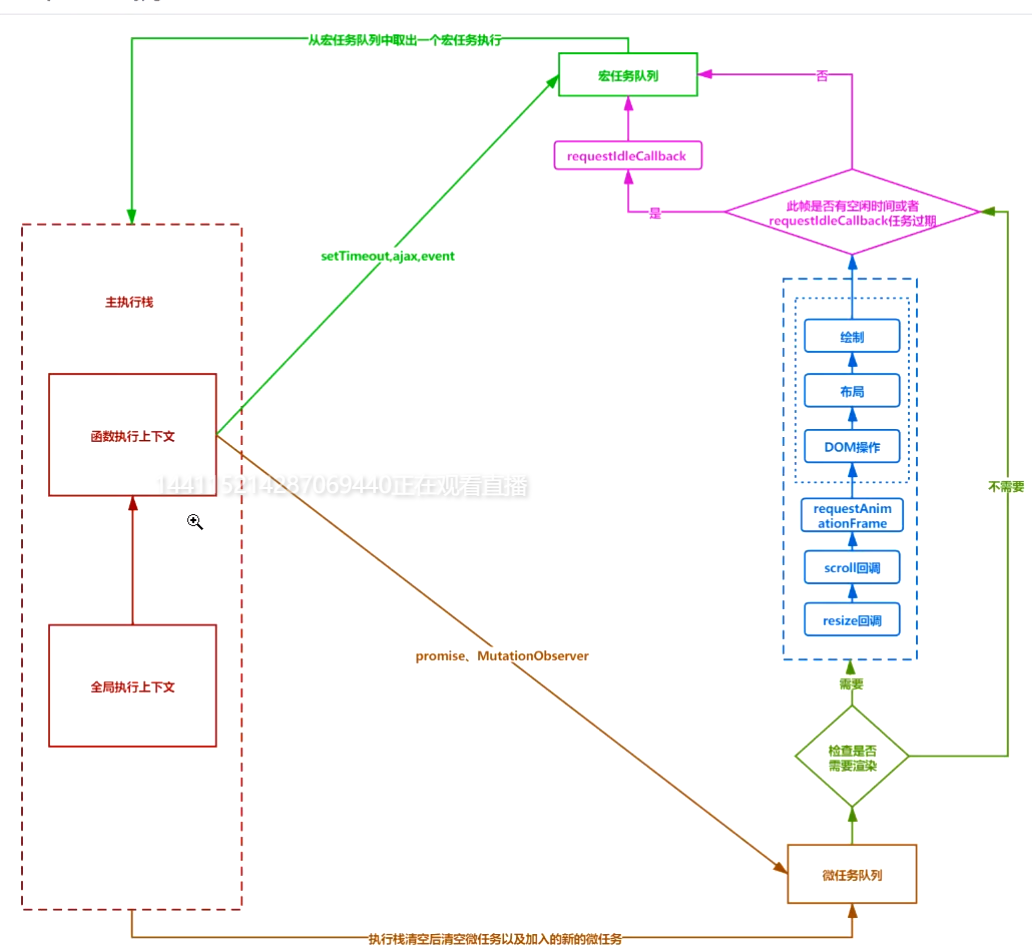 从宏任务队列中取出一个宏任务执行
宏任务队列
否
requestIdleCallback
是
此帧是否有空闲时间或者
requestIdleCallback任务过期
setTimeout,ajax,event
主执行栈
绘制
布局
函数执行上下文
DOM操作
144115214287069440正在观看直播
不需要
requestAnim
ationFrame
scroll回调
resize回调
promise、MutationObserver
全局执行上下文
需要
检查是否
需要渲染
微任务队列
执行栈清空后清空微任务以及加入的新的微任务